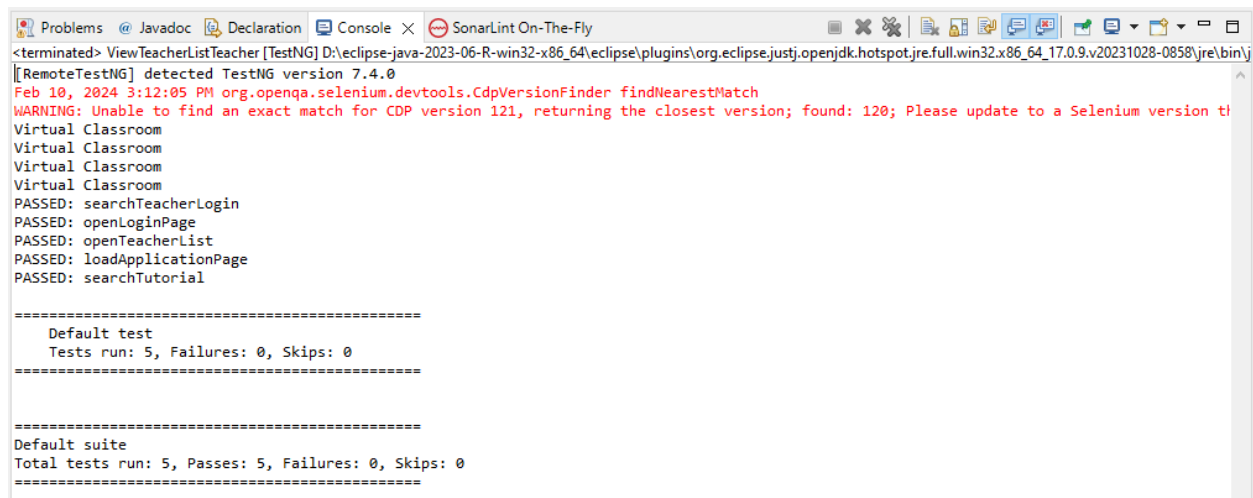 Problems @ Javadoc Declaration Console SonarLint On-The-Fly
<terminated> ViewTeacherListTeacher [TestNG] D:\eclipse-java-2023-06-R-win32-x86_64\eclipse\plugins\org.eclipse.justj.openjdk.hotspot.jre.full.win32.x86_64_17.0.9.v20231028-0858\jre\bin\j
[RemoteTestNG] detected TestNG version 7.4.0
Feb 10, 2024 3:12:05 PM org.openqa.selenium.devtools.CdpVersionFinder findNearestMatch
WARNING: Unable to find an exact match for CDP version 121, returning the closest version; found: 120; Please update to a Selenium version th
Virtual Classroom
Virtual Classroom
Virtual Classroom
Virtual Classroom
PASSED: searchTeacherLogin
PASSED: openLoginPage
PASSED: openTeacherList
PASSED: loadApplicationPage
PASSED: searchTutorial
===============================================
Default test
Tests run: 5, Failures: 0, Skips: 0
===============================================
===============================================
Default suite
Total tests run: 5, Passes: 5, Failures: 0, Skips: 0
===============================================